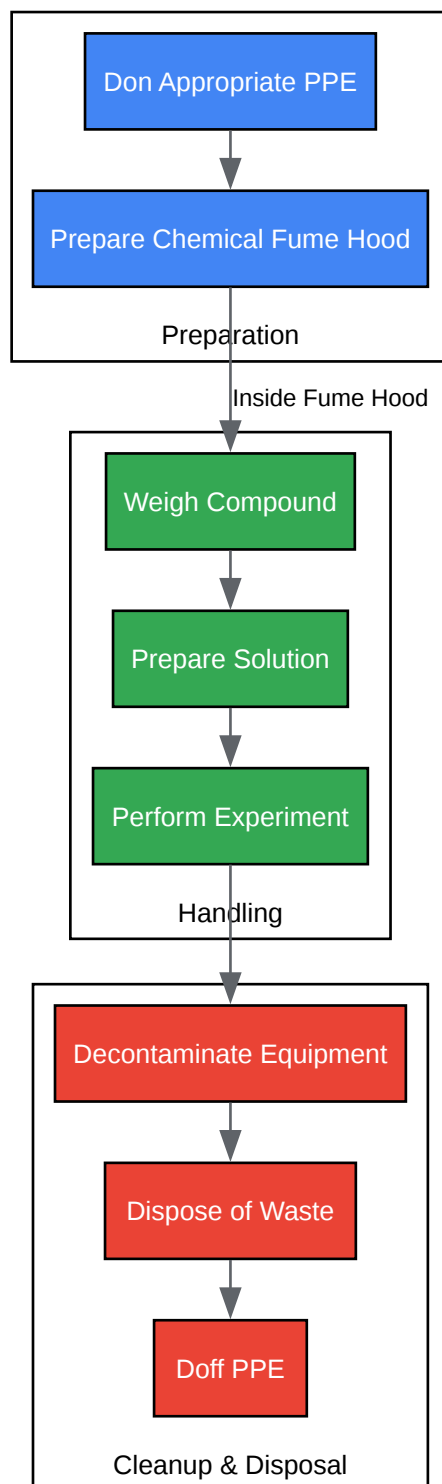 Don Appropriate PPE
Prepare Chemical Fume Hood
Preparation
Inside Fume Hood
Weigh Compound
Prepare Solution
Perform Experiment
Handling
Decontaminate Equipment
Dispose of Waste
Doff PPE
Cleanup & Disposal